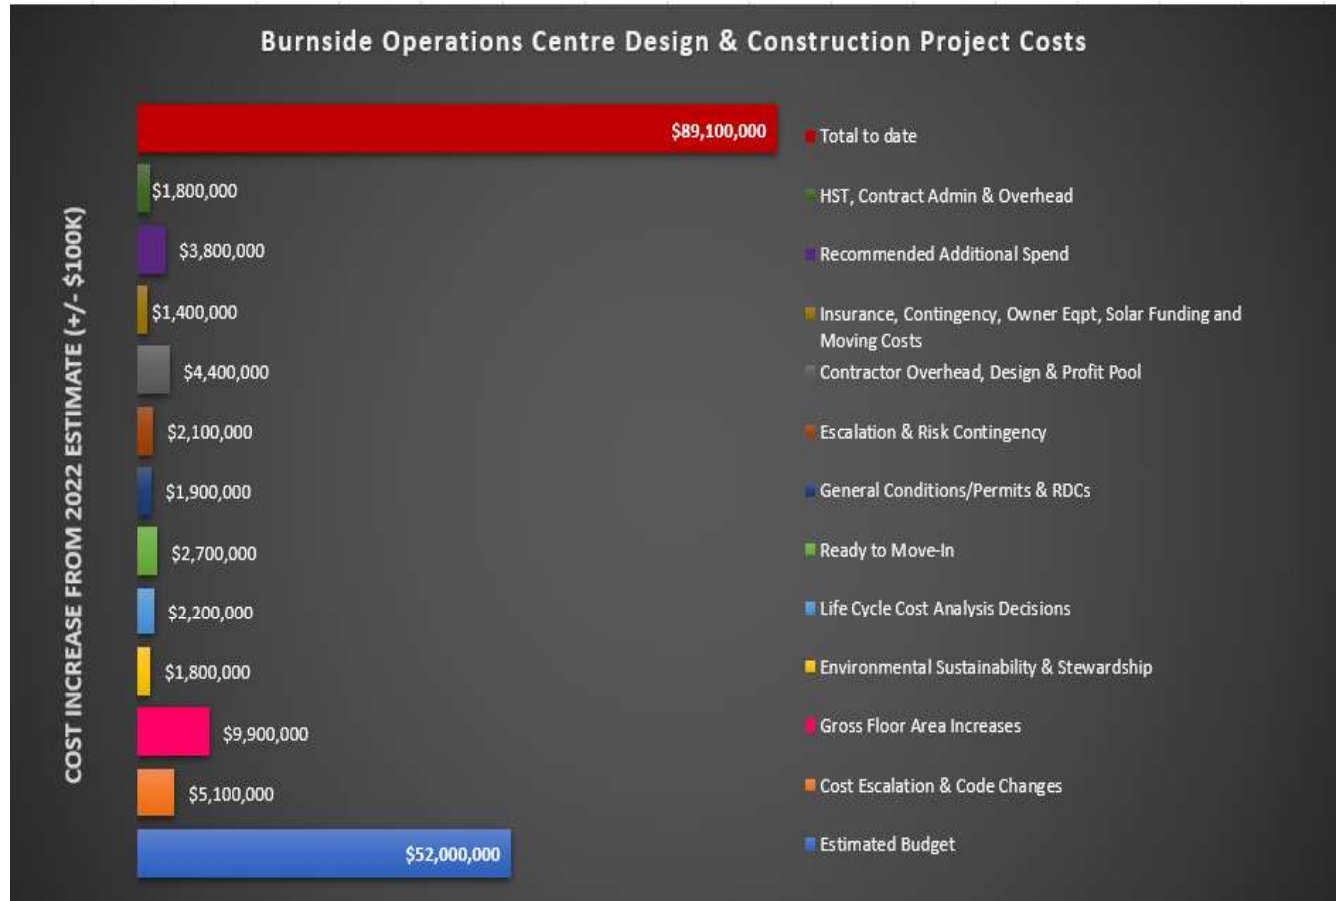 Burnside Operations Centre Design & Construction Project Costs
COST INCREASE FROM 2022 ESTIMATE (+/- $100K)
$89,100,000
Total to date
$1,800,000
HST, Contract Admin & Overhead
$3,800,000
Recommended Additional Spend
$1,400,000
Insurance, Contingency, Owner Eqpt, Solar Funding and
Moving Costs
$4,400,000
Contractor Overhead, Design & Profit Pool
$2,100,000
Escalation & Risk Contingency
$1,900,000
General Conditions/Permits & RDCs
$2,700,000
Ready to Move-In
$2,200,000
Life Cycle Cost Analysis Decisions
$1,800,000
Environmental Sustainability & Stewardship
$9,900,000
Gross Floor Area Increases
$5,100,000
Cost Escalation & Code Changes
$52,000,000
Estimated Budget